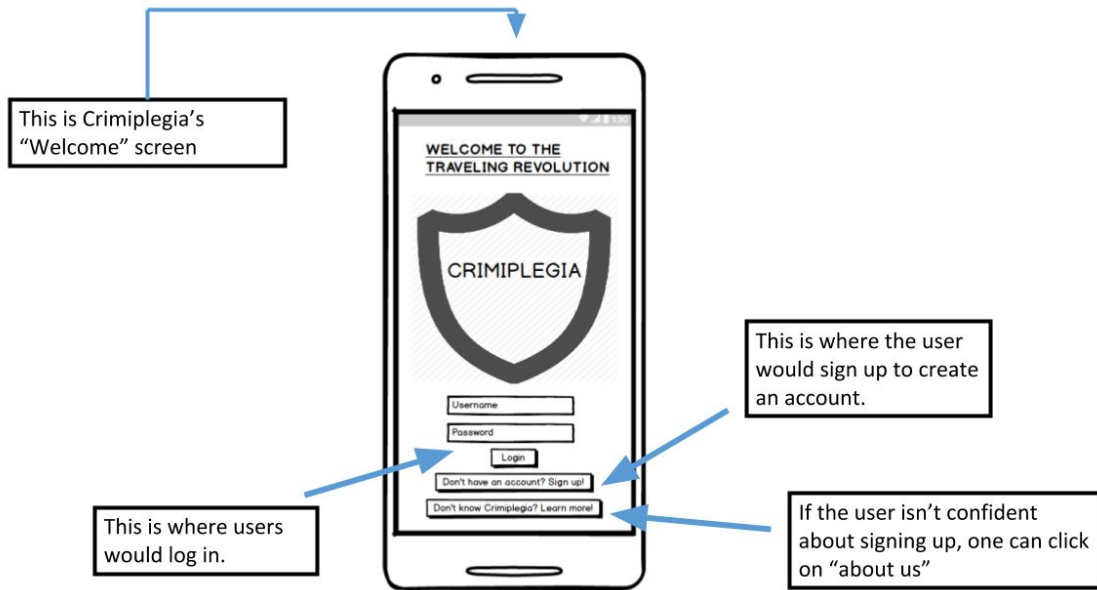 This is Crimiplegia’s
“Welcome” screen
130
WELCOME TO THE
TRAVELING REVOLUTION
CRIMIPLEGIA
Username
Password
Login
Don't have an account? Sign up!
Don't know Crimiplegia? Learn more!
This is where the user
would sign up to create
an account.
This is where users
would log in.
If the user isn’t confident
about signing up, one can click
on “about us”